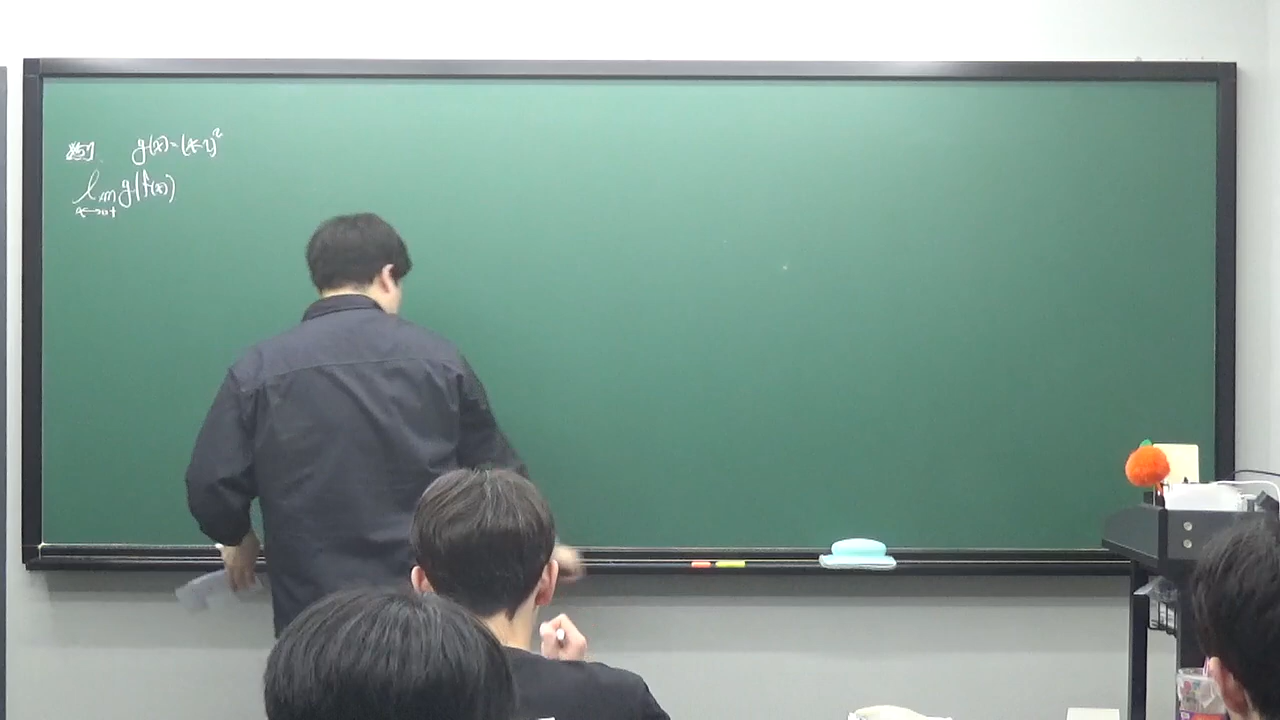 g(x)=(x-1)²
lim g(f(x))
x→0+